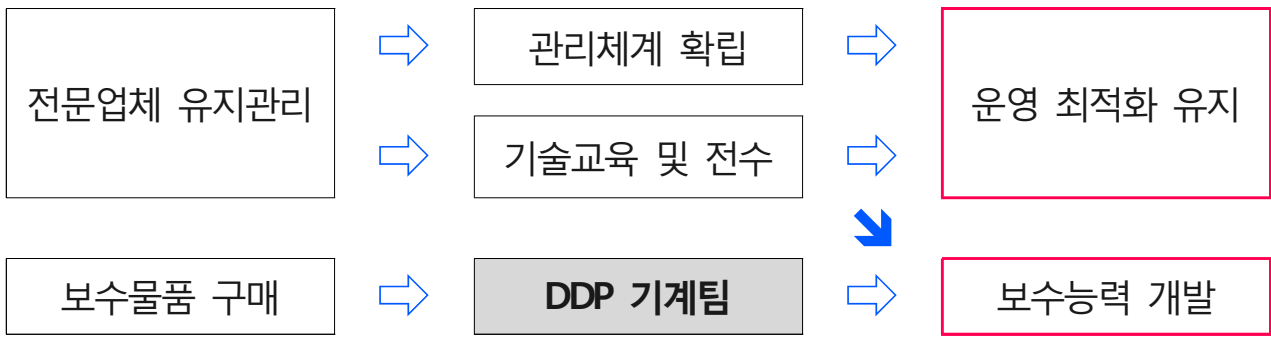 관리체계 확립
전문업체 유지관리
운영 최적화 유지
기술교육 및 전수
보수물품 구매
DDP 기계팀
보수능력 개발